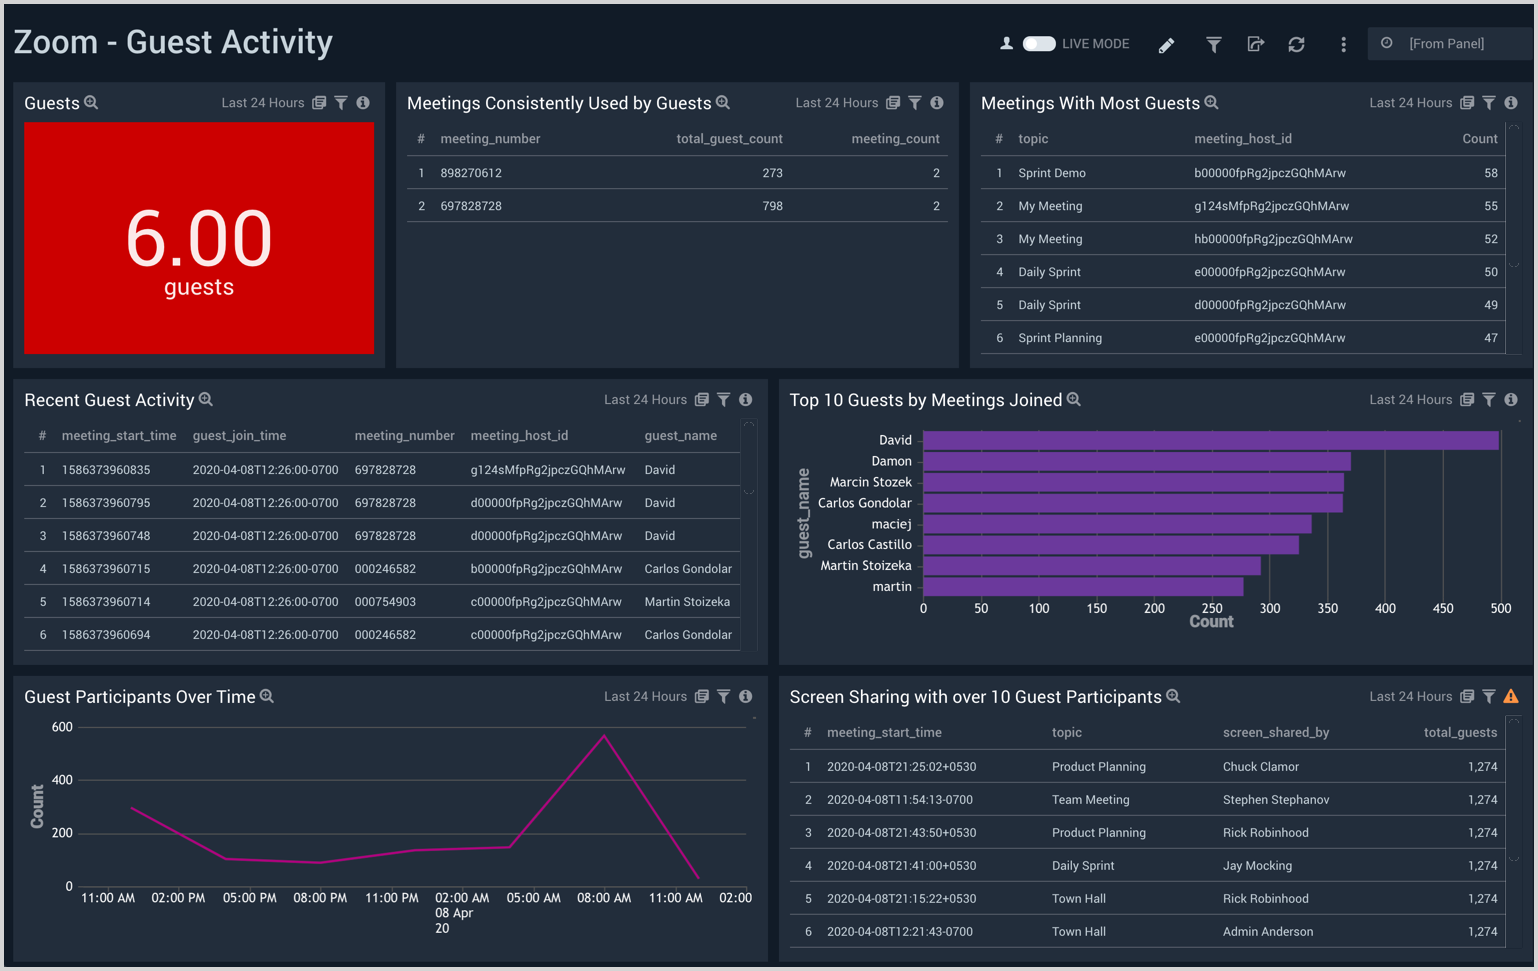 Zoom - Guest Activity
LIVE MODE
[From Panel]
Guests
Last 24 Hours
6.00
guests
Meetings Consistently Used by Guests
Last 24 Hours
# meeting_number total_guest_count meeting_count
1 898270612 273 2
2 697828728 798 2
Meetings With Most Guests
Last 24 Hours
# topic meeting_host_id Count
1 Sprint Demo b00000fpRg2jpczGQhMArw 58
2 My Meeting g124sMfpRg2jpczGQhMArw 55
3 My Meeting hb00000fpRg2jpczGQhMArw 52
4 Daily Sprint e00000fpRg2jpczGQhMArw 50
5 Daily Sprint d00000fpRg2jpczGQhMArw 49
6 Sprint Planning e00000fpRg2jpczGQhMArw 47
Recent Guest Activity
Last 24 Hours
# meeting_start_time guest_join_time meeting_number meeting_host_id guest_name
1 1586373960835 2020-04-08T12:26:00-0700 697828728 g124sMfpRg2jpczGQhMArw David
2 1586373960795 2020-04-08T12:26:00-0700 697828728 d00000fpRg2jpczGQhMArw David
3 1586373960748 2020-04-08T12:26:00-0700 697828728 d00000fpRg2jpczGQhMArw David
4 1586373960715 2020-04-08T12:26:00-0700 000246582 b00000fpRg2jpczGQhMArw Carlos Gondolar
5 1586373960714 2020-04-08T12:26:00-0700 000754903 c00000fpRg2jpczGQhMArw Martin Stoizeka
6 1586373960694 2020-04-08T12:26:00-0700 000246582 c00000fpRg2jpczGQhMArw Carlos Gondolar
Top 10 Guests by Meetings Joined
Last 24 Hours
guest_name
David
Damon
Marcin Stozek
Carlos Gondolar
maciej
Carlos Castillo
Martin Stoizeka
martin
0 50 100 150 200 250 300 350 400 450 500
Count
Guest Participants Over Time
Last 24 Hours
Count
600
400
200
0
11:00 AM 02:00 PM 05:00 PM 08:00 PM 11:00 PM 02:00 AM 05:00 AM 08:00 AM 11:00 AM 02:00
08 Apr
20
Screen Sharing with over 10 Guest Participants
Last 24 Hours
# meeting_start_time topic screen_shared_by total_guests
1 2020-04-08T21:25:02+0530 Product Planning Chuck Clamor 1,274
2 2020-04-08T11:54:13-0700 Team Meeting Stephen Stephanov 1,274
3 2020-04-08T21:43:50+0530 Product Planning Rick Robinhood 1,274
4 2020-04-08T21:41:00+0530 Daily Sprint Jay Mocking 1,274
5 2020-04-08T21:15:22+0530 Town Hall Rick Robinhood 1,274
6 2020-04-08T12:21:43-0700 Town Hall Admin Anderson 1,274